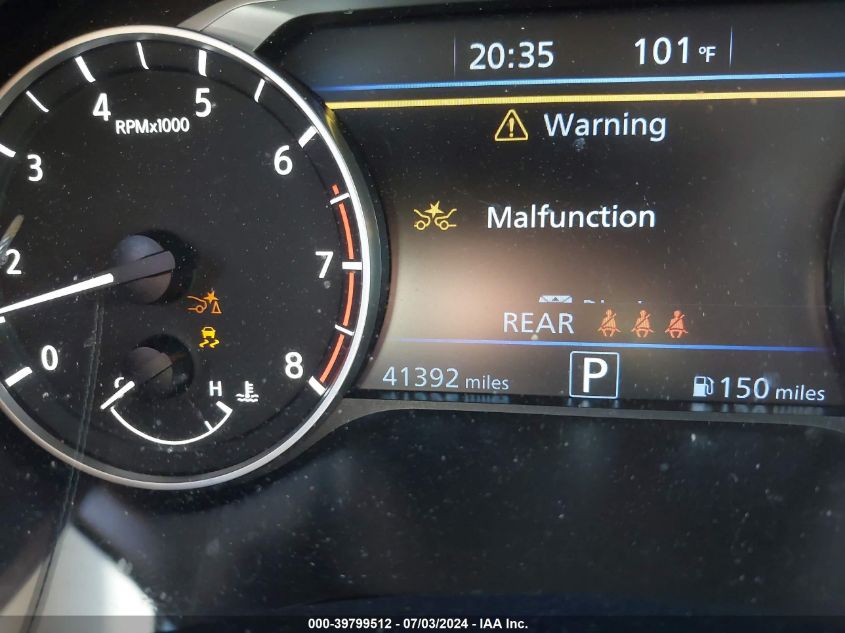 20:35 101 °F
Warning
Malfunction
REAR
41392 miles P 150 miles
0
2
3
4
5
6
7
8
RPMx1000
C H
000-39799512 - 07/03/2024 - IAA Inc.